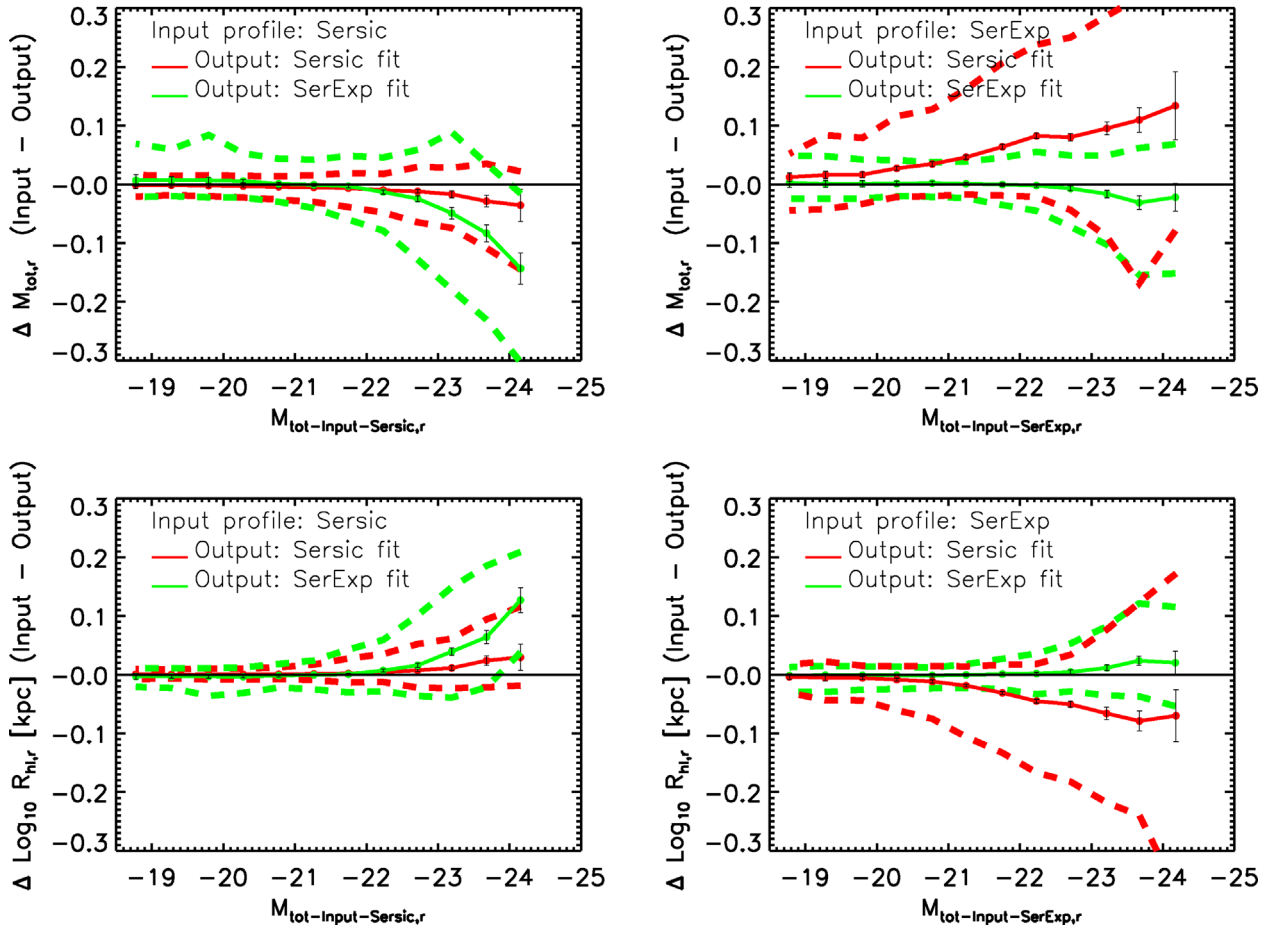 Δ M_tot,r (Input − Output)
0.3
0.2
0.1
−0.0
−0.1
−0.2
−0.3
Input profile: Sersic
Output: Sersic fit
Output: SerExp fit
−19 −20 −21 −22 −23 −24 −25
M_tot−Input−Sersic,r
Δ M_tot,r (Input − Output)
0.3
0.2
0.1
−0.0
−0.1
−0.2
−0.3
Input profile: SerExp
Output: Sersic fit
Output: SerExp fit
−19 −20 −21 −22 −23 −24 −25
M_tot−Input−SerExp,r
Δ Log_10 R_hl,r [kpc] (Input − Output)
0.3
0.2
0.1
−0.0
−0.1
−0.2
−0.3
Input profile: Sersic
Output: Sersic fit
Output: SerExp fit
−19 −20 −21 −22 −23 −24 −25
M_tot−Input−Sersic,r
Δ Log_10 R_hl,r [kpc] (Input − Output)
0.3
0.2
0.1
−0.0
−0.1
−0.2
−0.3
Input profile: SerExp
Output: Sersic fit
Output: SerExp fit
−19 −20 −21 −22 −23 −24 −25
M_tot−Input−SerExp,r